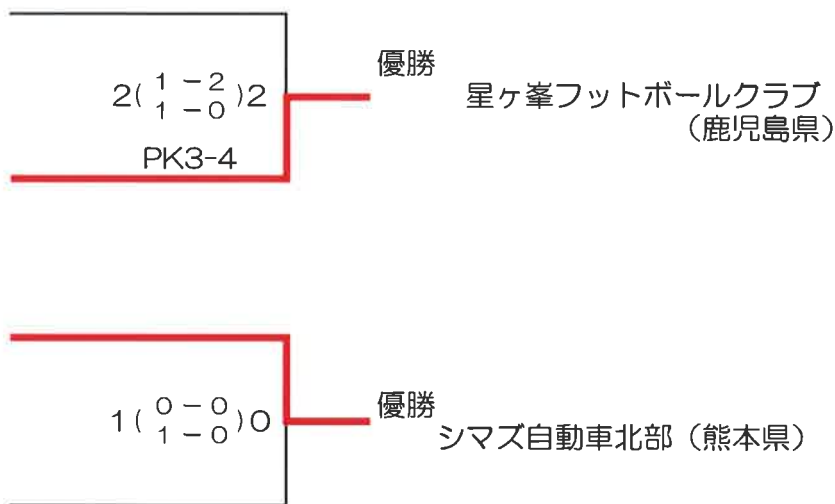 優勝
2( 1 - 2 )2
1 - 0
星ヶ峯フットボールクラブ
（鹿児島県）
PK3-4
優勝
1( 0 - 0 )0
1 - 0
シマズ自動車北部（熊本県）